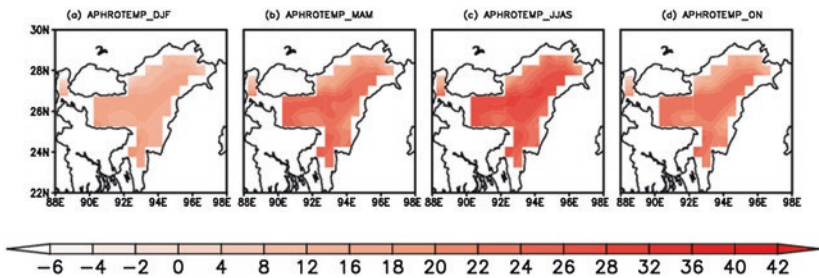 (a) APHROTEMP_DJF (b) APHROTEMP_MAM (c) APHROTEMP_JJAS (d) APHROTEMP_ON
30N
28N
26N
24N
22N
88E 90E 92E 94E 96E 98E 88E 90E 92E 94E 96E 98E 88E 90E 92E 94E 96E 98E 88E 90E 92E 94E 96E 98E
−6 −4 −2 0 4 8 12 16 18 20 22 24 26 28 32 36 40 42